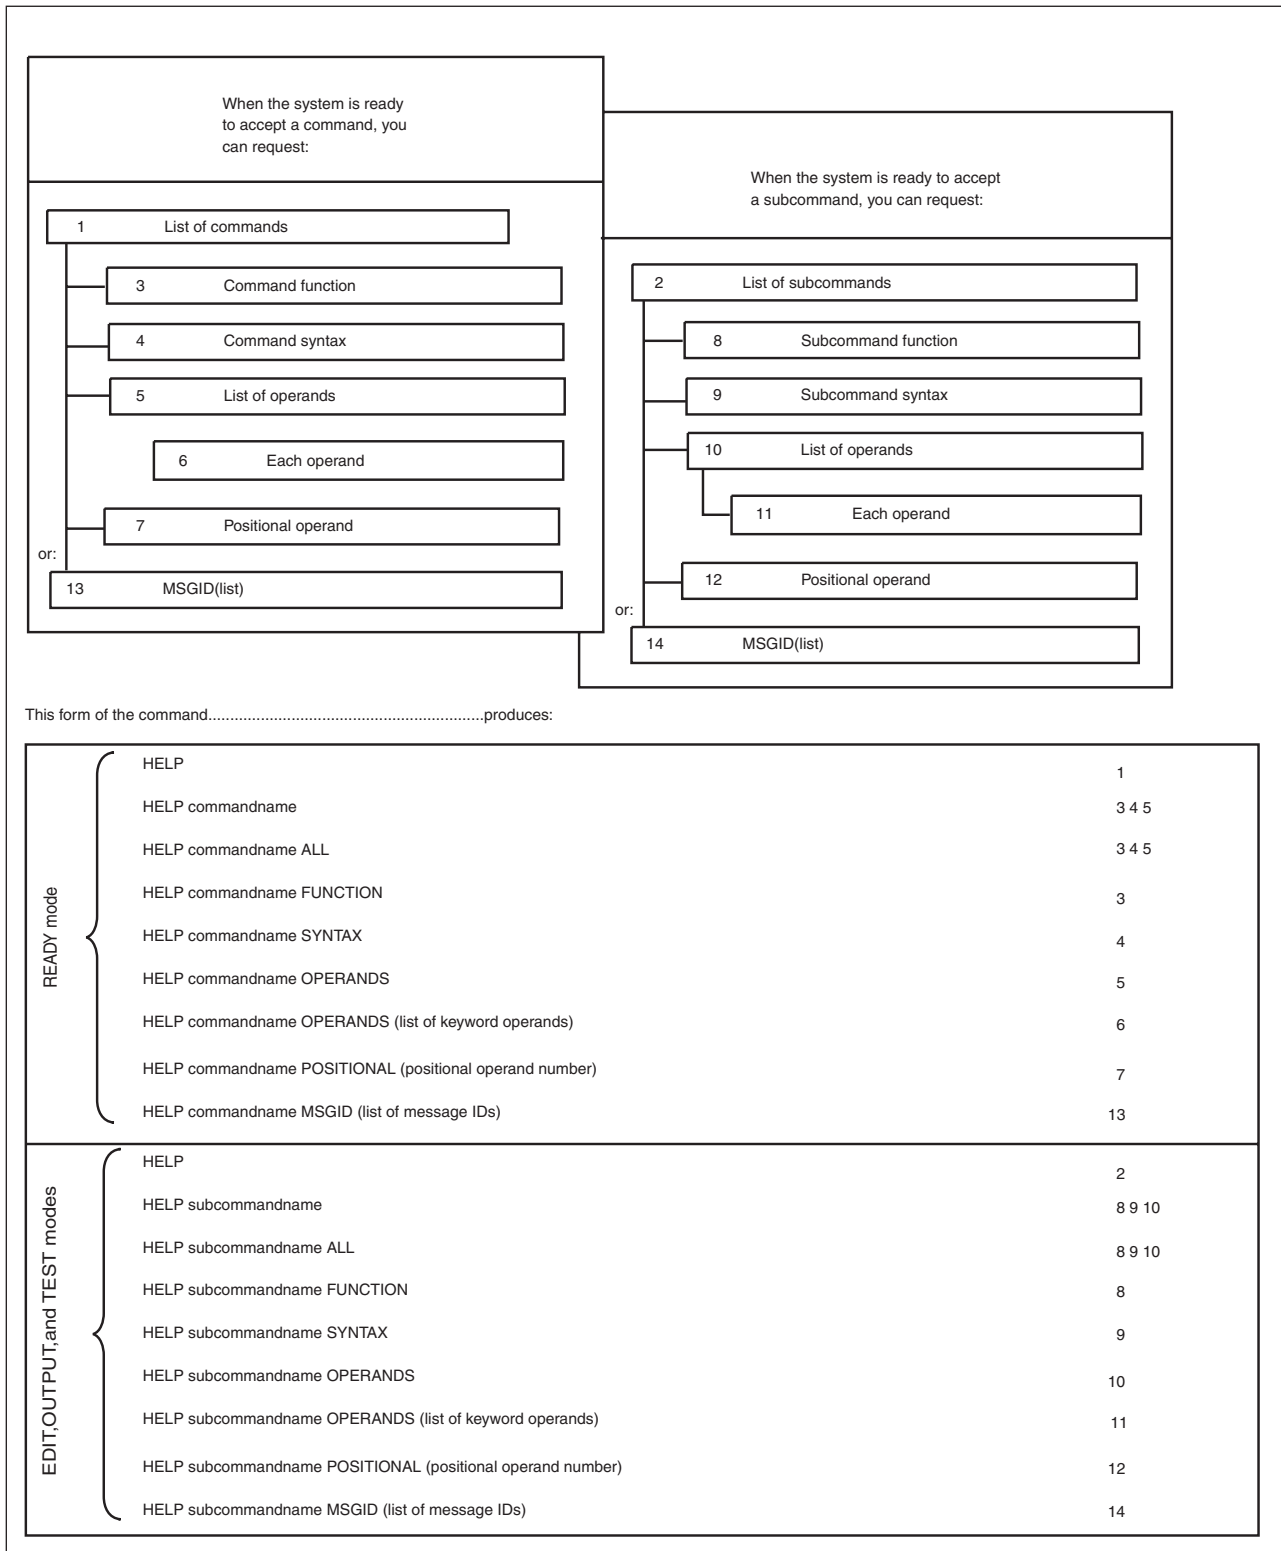 When the system is ready
to accept a command, you
can request:
1 List of commands
3 Command function
4 Command syntax
5 List of operands
6 Each operand
7 Positional operand
or:
13 MSGID(list)
When the system is ready to accept
a subcommand, you can request:
2 List of subcommands
8 Subcommand function
9 Subcommand syntax
10 List of operands
11 Each operand
12 Positional operand
or:
14 MSGID(list)
This form of the command...............................................................produces:
READY mode
HELP 1
HELP commandname 3 4 5
HELP commandname ALL 3 4 5
HELP commandname FUNCTION 3
HELP commandname SYNTAX 4
HELP commandname OPERANDS 5
HELP commandname OPERANDS (list of keyword operands) 6
HELP commandname POSITIONAL (positional operand number) 7
HELP commandname MSGID (list of message IDs) 13
EDIT,OUTPUT,and TEST modes
HELP 2
HELP subcommandname 8 9 10
HELP subcommandname ALL 8 9 10
HELP subcommandname FUNCTION 8
HELP subcommandname SYNTAX 9
HELP subcommandname OPERANDS 10
HELP subcommandname OPERANDS (list of keyword operands) 11
HELP subcommandname POSITIONAL (positional operand number) 12
HELP subcommandname MSGID (list of message IDs) 14